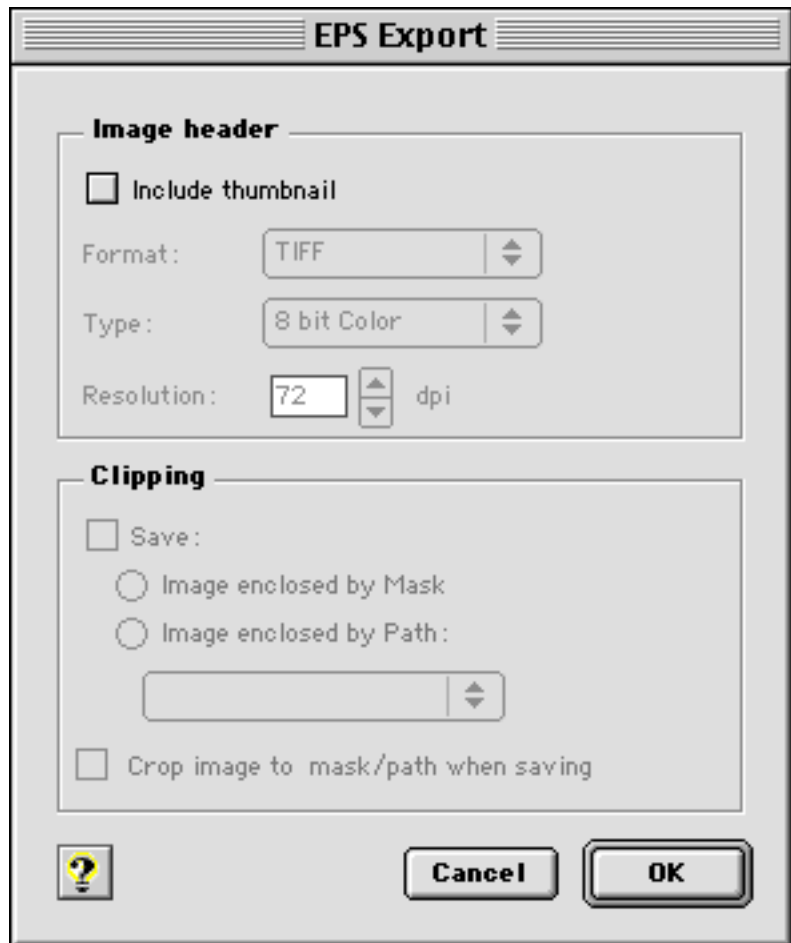 EPS Export
Image header
Include thumbnail
Format: TIFF
Type: 8 bit Color
Resolution: 72 dpi
Clipping
Save:
Image enclosed by Mask
Image enclosed by Path:
Crop image to mask/path when saving
? Cancel OK